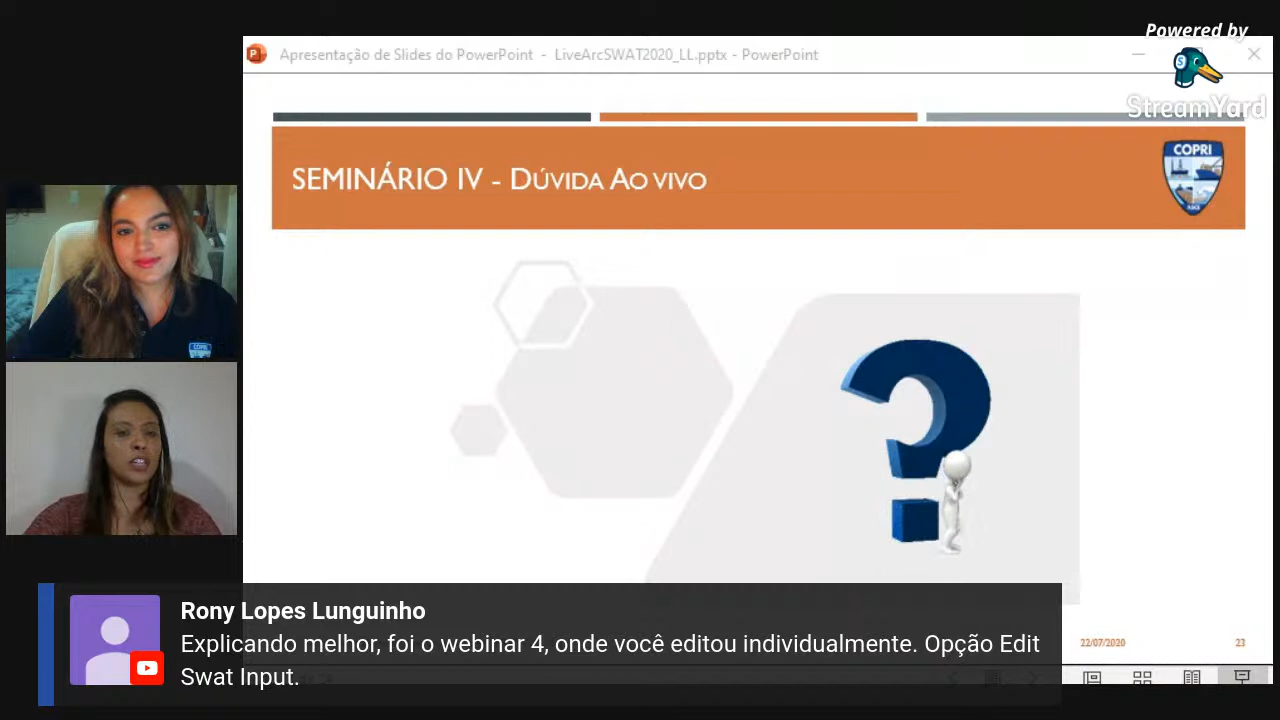 Powered by
StreamYard
Apresentação de Slides do PowerPoint - LiveArcSWAT2020_LL.pptx - PowerPoint
SEMINÁRIO IV - DÚVIDA AO VIVO
COPRI
COPRI
Rony Lopes Lunguinho
Explicando melhor, foi o webinar 4, onde você editou individualmente. Opção Edit
Swat Input.
22/07/2020
23